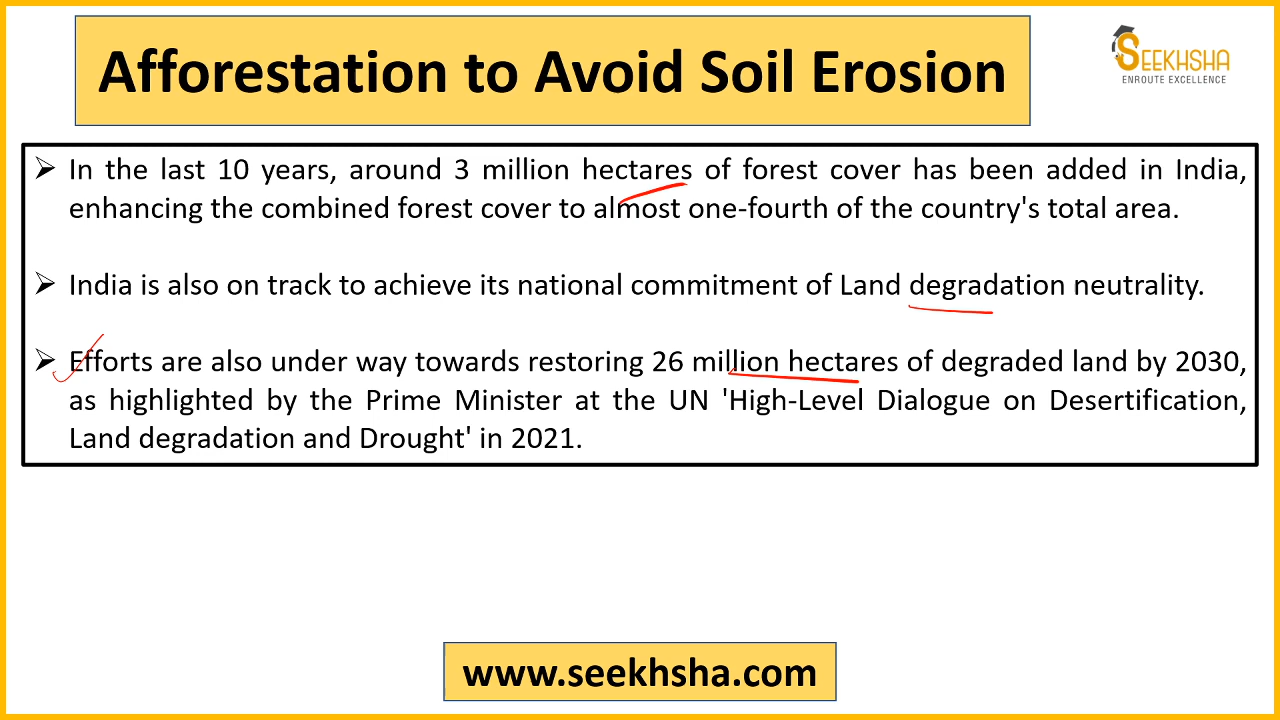 Afforestation to Avoid Soil Erosion
SEEKHSHA
ENROUTE EXCELLENCE
In the last 10 years, around 3 million hectares of forest cover has been added in India,
enhancing the combined forest cover to almost one-fourth of the country's total area.
India is also on track to achieve its national commitment of Land degradation neutrality.
Efforts are also under way towards restoring 26 million hectares of degraded land by 2030,
as highlighted by the Prime Minister at the UN 'High-Level Dialogue on Desertification,
Land degradation and Drought' in 2021.
www.seekhsha.com